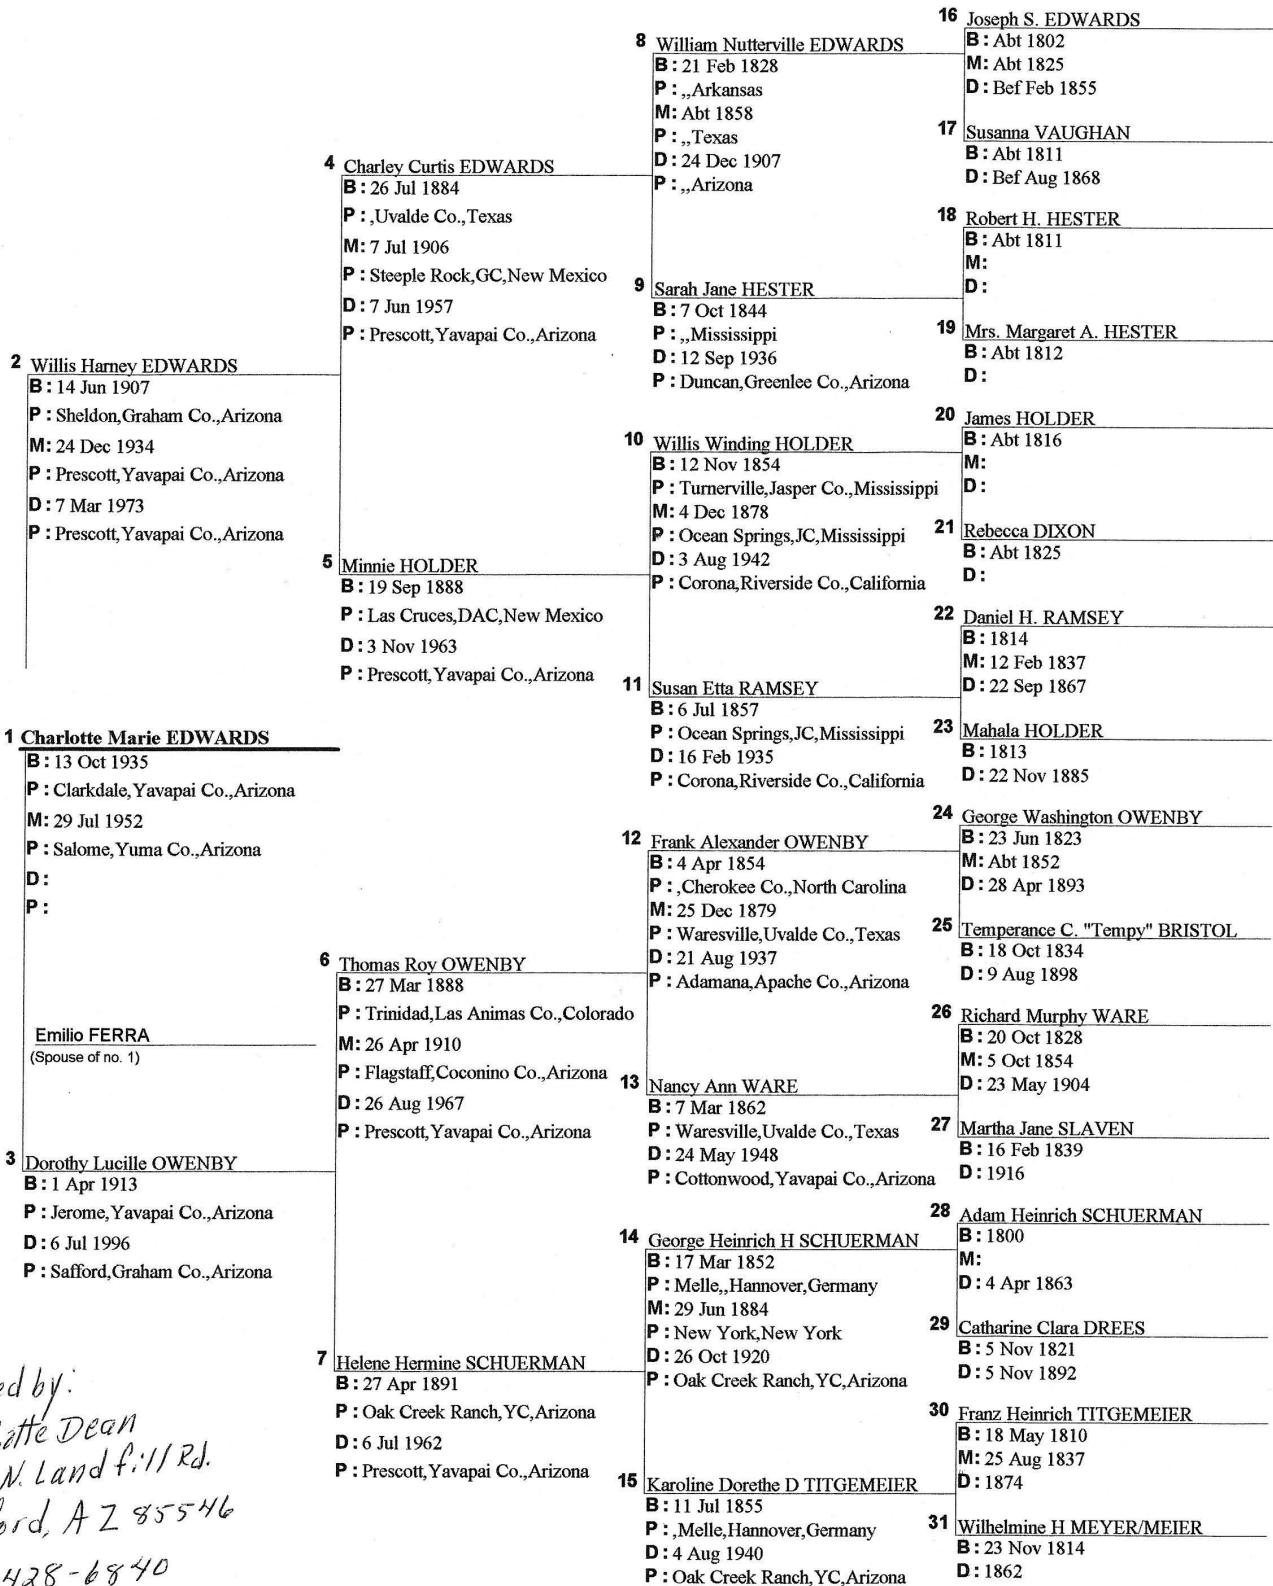 1 Charlotte Marie EDWARDS
B : 13 Oct 1935
P : Clarkdale,Yavapai Co.,Arizona
M: 29 Jul 1952
P : Salome,Yuma Co.,Arizona
D :
P :
Emilio FERRA
(Spouse of no. 1)
2 Willis Harney EDWARDS
B : 14 Jun 1907
P : Sheldon,Graham Co.,Arizona
M: 24 Dec 1934
P : Prescott,Yavapai Co.,Arizona
D : 7 Mar 1973
P : Prescott,Yavapai Co.,Arizona
3 Dorothy Lucille OWENBY
B : 1 Apr 1913
P : Jerome,Yavapai Co.,Arizona
D : 6 Jul 1996
P : Safford,Graham Co.,Arizona
4 Charley Curtis EDWARDS
B : 26 Jul 1884
P : ,Uvalde Co.,Texas
M: 7 Jul 1906
P : Steeple Rock,GC,New Mexico
D : 7 Jun 1957
P : Prescott,Yavapai Co.,Arizona
5 Minnie HOLDER
B : 19 Sep 1888
P : Las Cruces,DAC,New Mexico
D : 3 Nov 1963
P : Prescott,Yavapai Co.,Arizona
6 Thomas Roy OWENBY
B : 27 Mar 1888
P : Trinidad,Las Animas Co.,Colorado
M: 26 Apr 1910
P : Flagstaff,Coconino Co.,Arizona
D : 26 Aug 1967
P : Prescott,Yavapai Co.,Arizona
7 Helene Hermine SCHUERMAN
B : 27 Apr 1891
P : Oak Creek Ranch,YC,Arizona
D : 6 Jul 1962
P : Prescott,Yavapai Co.,Arizona
8 William Nutterville EDWARDS
B : 21 Feb 1828
P : ,,Arkansas
M: Abt 1858
P : ,,Texas
D : 24 Dec 1907
P : ,,Arizona
9 Sarah Jane HESTER
B : 7 Oct 1844
P : ,,Mississippi
D : 12 Sep 1936
P : Duncan,Greenlee Co.,Arizona
10 Willis Winding HOLDER
B : 12 Nov 1854
P : Turnerville,Jasper Co.,Mississippi
M: 4 Dec 1878
P : Ocean Springs,JC,Mississippi
D : 3 Aug 1942
P : Corona,Riverside Co.,California
11 Susan Etta RAMSEY
B : 6 Jul 1857
P : Ocean Springs,JC,Mississippi
D : 16 Feb 1935
P : Corona,Riverside Co.,California
12 Frank Alexander OWENBY
B : 4 Apr 1854
P : ,Cherokee Co.,North Carolina
M: 25 Dec 1879
P : Waresville,Uvalde Co.,Texas
D : 21 Aug 1937
P : Adamana,Apache Co.,Arizona
13 Nancy Ann WARE
B : 7 Mar 1862
P : Waresville,Uvalde Co.,Texas
D : 24 May 1948
P : Cottonwood,Yavapai Co.,Arizona
14 George Heinrich H SCHUERMAN
B : 17 Mar 1852
P : Melle,,Hannover,Germany
M: 29 Jun 1884
P : New York,New York
D : 26 Oct 1920
P : Oak Creek Ranch,YC,Arizona
15 Karoline Dorethe D TITGEMEIER
B : 11 Jul 1855
P : ,Melle,Hannover,Germany
D : 4 Aug 1940
P : Oak Creek Ranch,YC,Arizona
16 Joseph S. EDWARDS
B : Abt 1802
M: Abt 1825
D : Bef Feb 1855
17 Susanna VAUGHAN
B : Abt 1811
D : Bef Aug 1868
18 Robert H. HESTER
B : Abt 1811
M:
D :
19 Mrs. Margaret A. HESTER
B : Abt 1812
D :
20 James HOLDER
B : Abt 1816
M:
D :
21 Rebecca DIXON
B : Abt 1825
D :
22 Daniel H. RAMSEY
B : 1814
M: 12 Feb 1837
D : 22 Sep 1867
23 Mahala HOLDER
B : 1813
D : 22 Nov 1885
24 George Washington OWENBY
B : 23 Jun 1823
M: Abt 1852
D : 28 Apr 1893
25 Temperance C. "Tempy" BRISTOL
B : 18 Oct 1834
D : 9 Aug 1898
26 Richard Murphy WARE
B : 20 Oct 1828
M: 5 Oct 1854
D : 23 May 1904
27 Martha Jane SLAVEN
B : 16 Feb 1839
D : 1916
28 Adam Heinrich SCHUERMAN
B : 1800
M:
D : 4 Apr 1863
29 Catharine Clara DREES
B : 5 Nov 1821
D : 5 Nov 1892
30 Franz Heinrich TITGEMEIER
B : 18 May 1810
M: 25 Aug 1837
D : 1874
31 Wilhelmine H MEYER/MEIER
B : 23 Nov 1814
D : 1862
ed by:
otte Dean
N. Landfill Rd.
ord, AZ 85546
428-6840